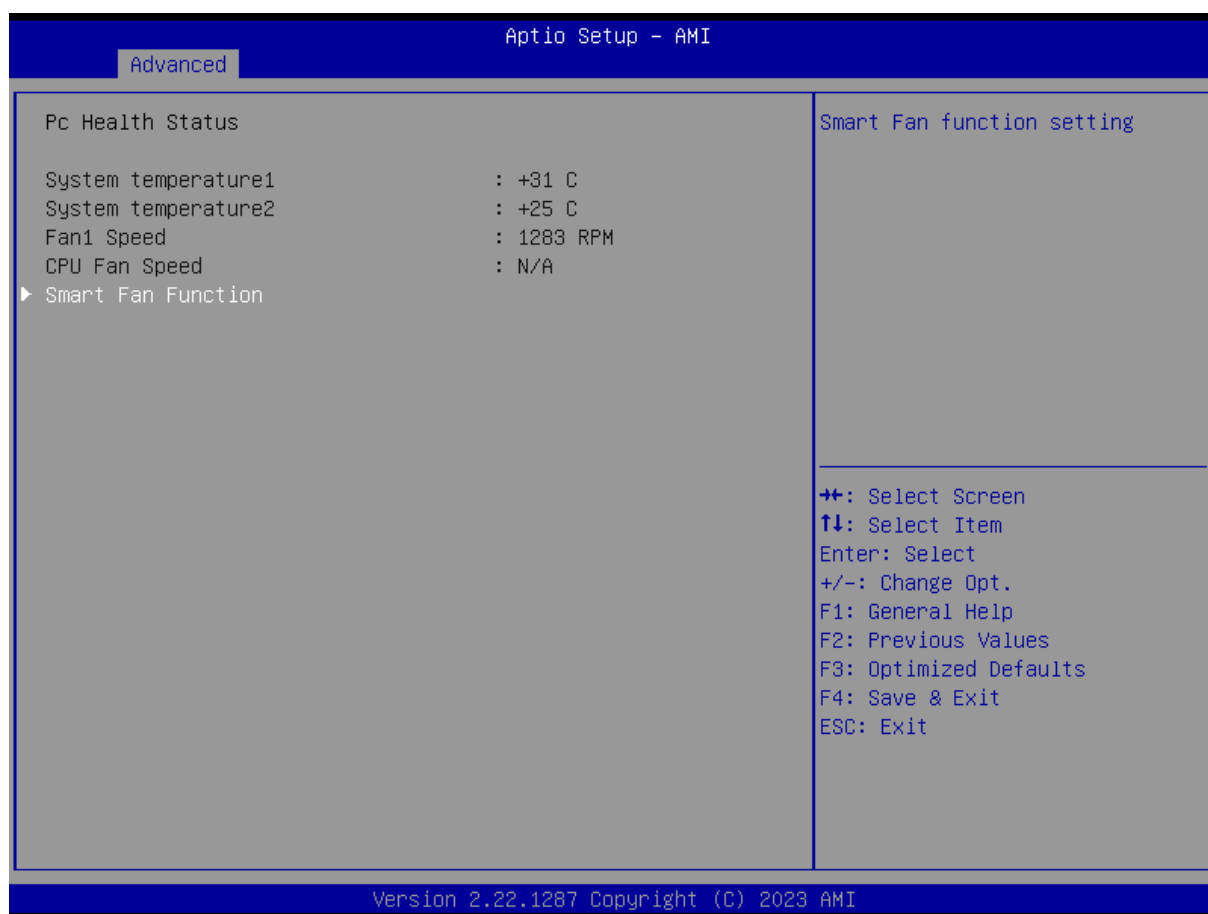 Aptio Setup – AMI
Advanced
Pc Health Status
System temperature1 : +31 C
System temperature2 : +25 C
Fan1 Speed : 1283 RPM
CPU Fan Speed : N/A
▶ Smart Fan Function
Smart Fan function setting
→←: Select Screen
↑↓: Select Item
Enter: Select
+/-: Change Opt.
F1: General Help
F2: Previous Values
F3: Optimized Defaults
F4: Save & Exit
ESC: Exit
Version 2.22.1287 Copyright (C) 2023 AMI